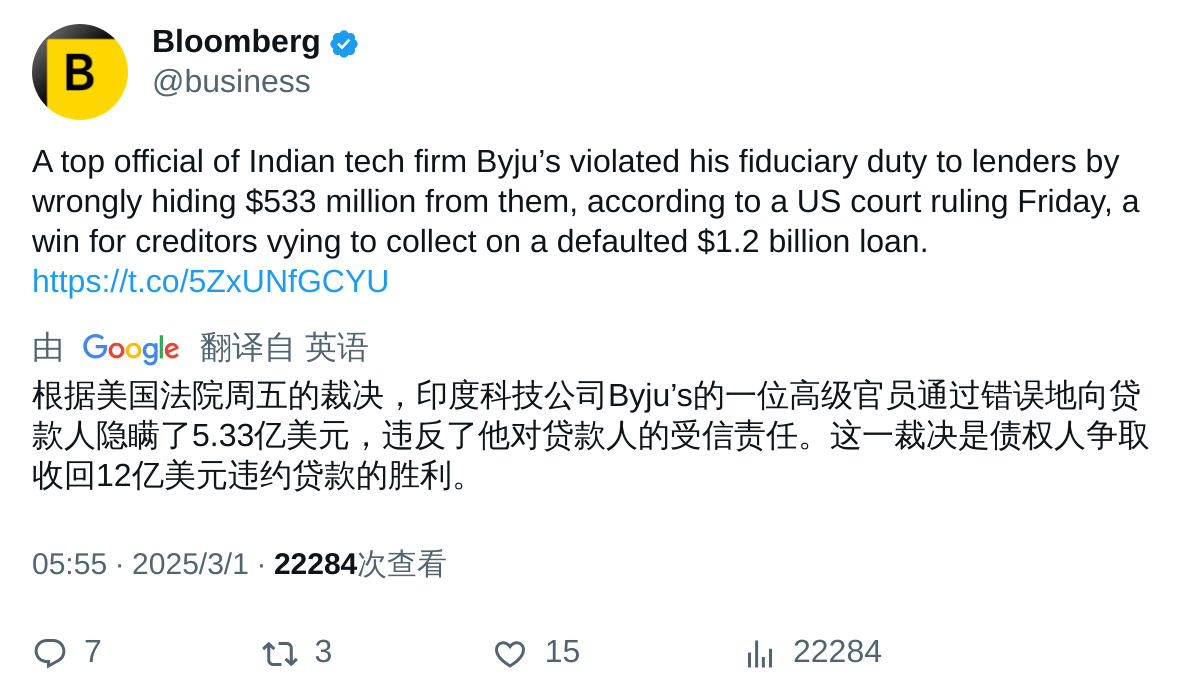 B
Bloomberg
@business
A top official of Indian tech firm Byju’s violated his fiduciary duty to lenders by
wrongly hiding $533 million from them, according to a US court ruling Friday, a
win for creditors vying to collect on a defaulted $1.2 billion loan.
https://t.co/5ZxUNfGCYU
由 Google 翻译自 英语
根据美国法院周五的裁决，印度科技公司Byju’s的一位高级官员通过错误地向贷
款人隐瞒了5.33亿美元，违反了他对贷款人的受信责任。这一裁决是债权人争取
收回12亿美元违约贷款的胜利。
05:55 · 2025/3/1 · 22284次查看
7 3 15 22284